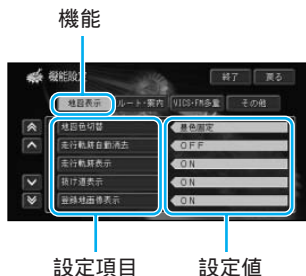 機能
機能設定
終了 戻る
地図表示 ルート・案内 VICS・FM多重 その他
地図色切替 昼色固定
走行軌跡自動消去 OFF
走行軌跡表示 ON
抜け道表示 ON
登録地画像表示 ON
設定項目 設定値